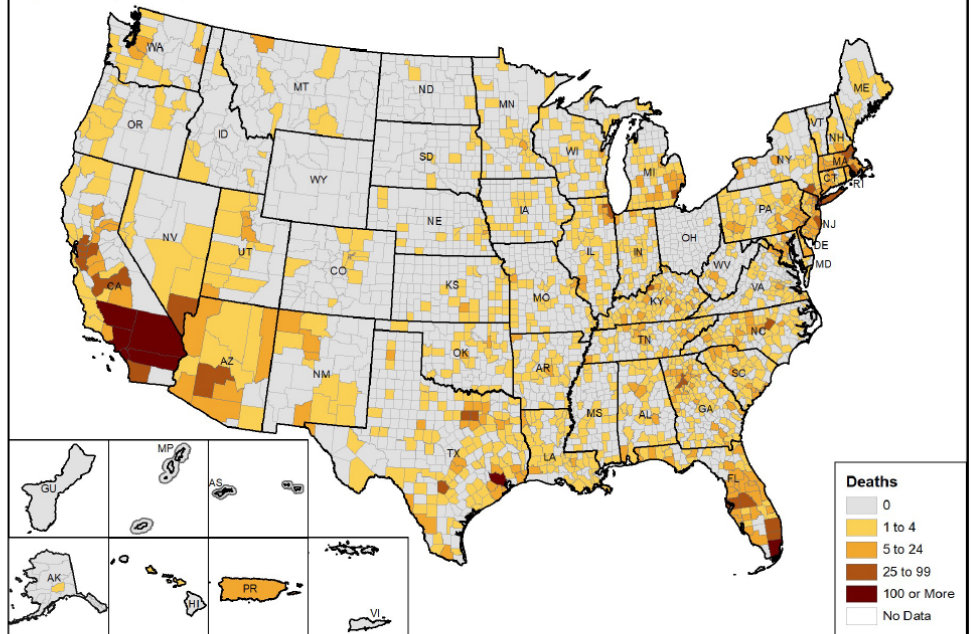 WA
MT
ND
MN
ME
OR
ID
SD
WI
MI
VT
NH
NY
MA
CT
RI
WY
IA
PA
NE
NJ
NV
UT
CO
IL
IN
OH
DE
MD
WV
VA
CA
KS
MO
KY
NC
TN
AZ
NM
OK
AR
SC
MS
AL
GA
TX
LA
FL
GU
MP
AS
AK
HI
PR
VI
Deaths
0
1 to 4
5 to 24
25 to 99
100 or More
No Data